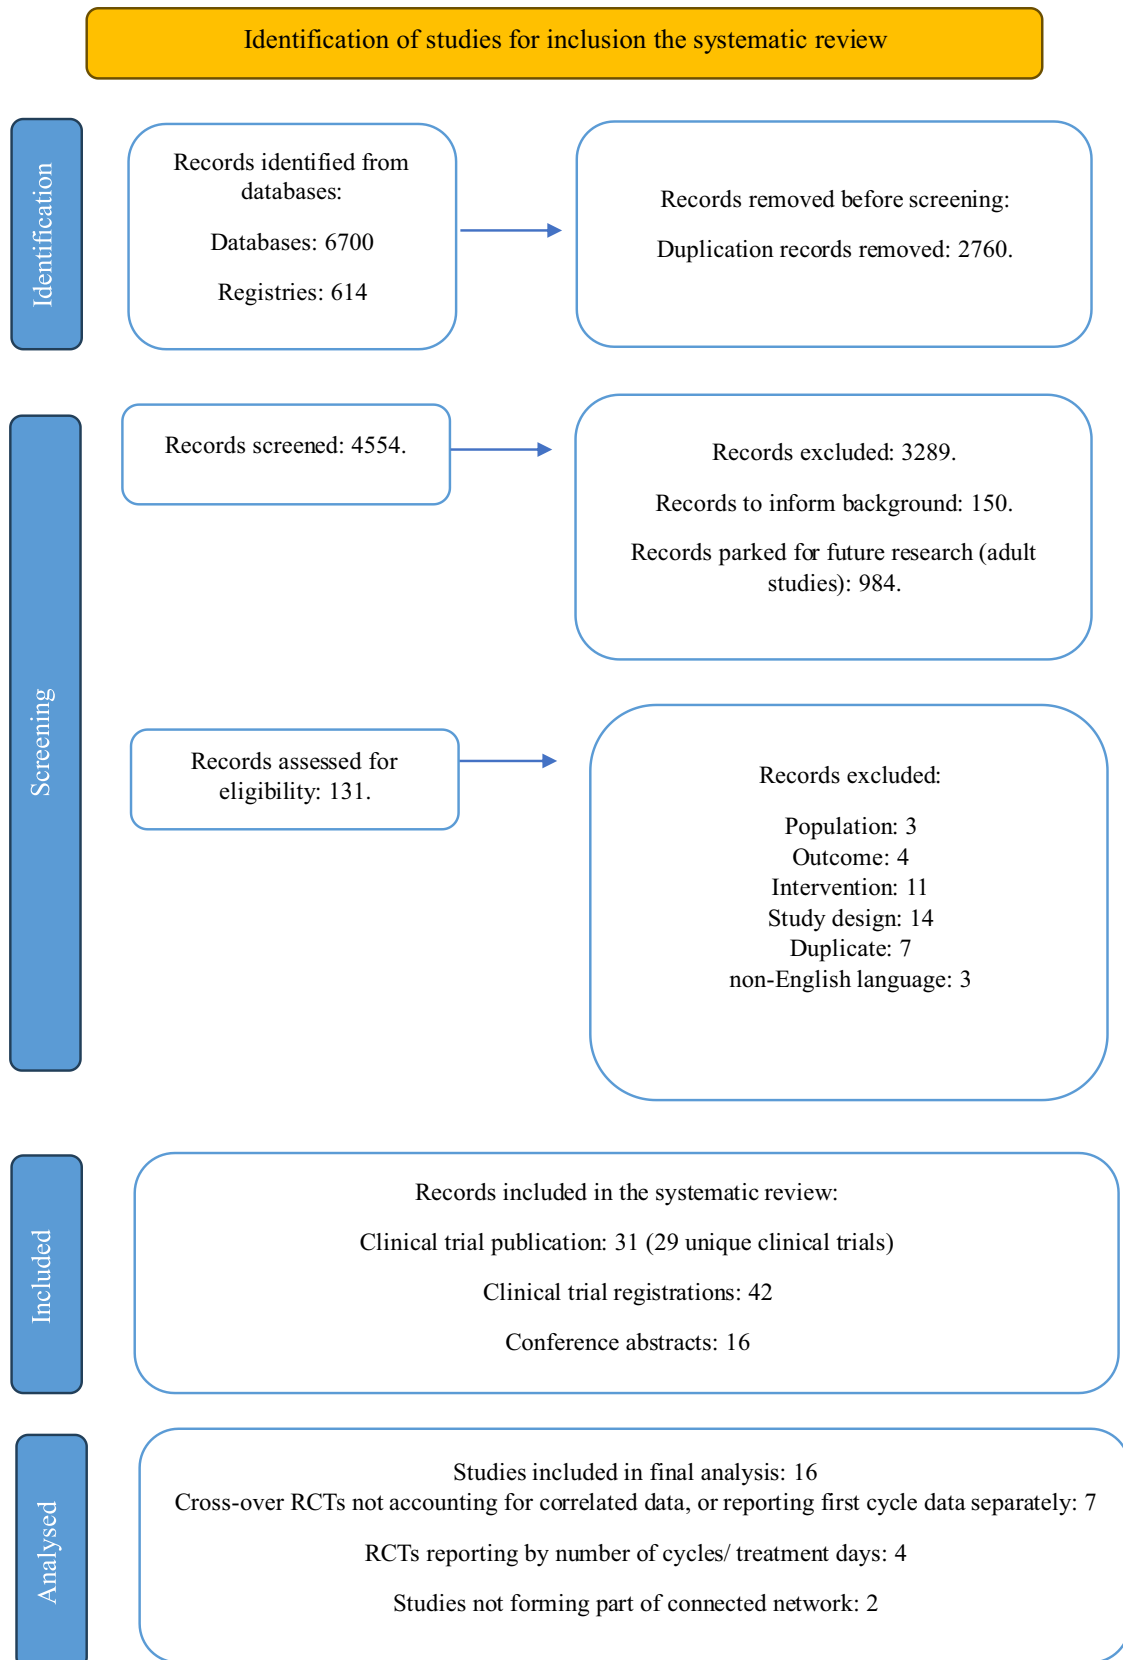 Identification of studies for inclusion the systematic review
Identification
Records identified from
databases:
Databases: 6700
Registries: 614
Records removed before screening:
Duplication records removed: 2760.
Screening
Records screened: 4554.
Records excluded: 3289.
Records to inform background: 150.
Records parked for future research (adult
studies): 984.
Records assessed for
eligibility: 131.
Records excluded:
Population: 3
Outcome: 4
Intervention: 11
Study design: 14
Duplicate: 7
non-English language: 3
Included
Records included in the systematic review:
Clinical trial publication: 31 (29 unique clinical trials)
Clinical trial registrations: 42
Conference abstracts: 16
Analysed
Studies included in final analysis: 16
Cross-over RCTs not accounting for correlated data, or reporting first cycle data separately: 7
RCTs reporting by number of cycles/ treatment days: 4
Studies not forming part of connected network: 2